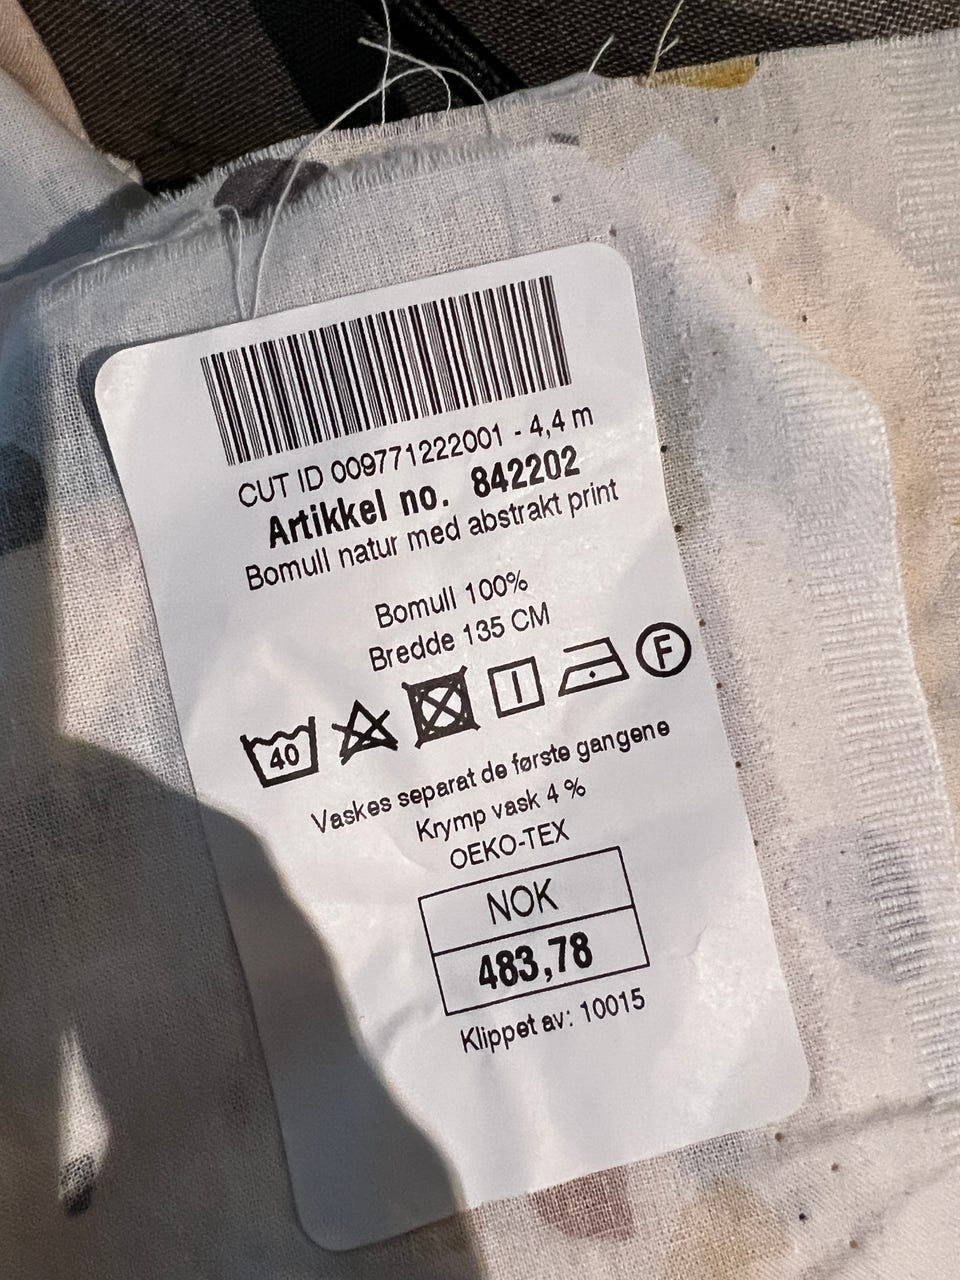 CUT ID 009771222001 - 4,4 m
Artikkel no. 842202
Bomull natur med abstrakt print
Bomull 100%
Bredde 135 CM
40 F
Vaskes separat de første gangene
Krymp vask 4 %
OEKO-TEX
NOK
483,78
Klippet av: 10015